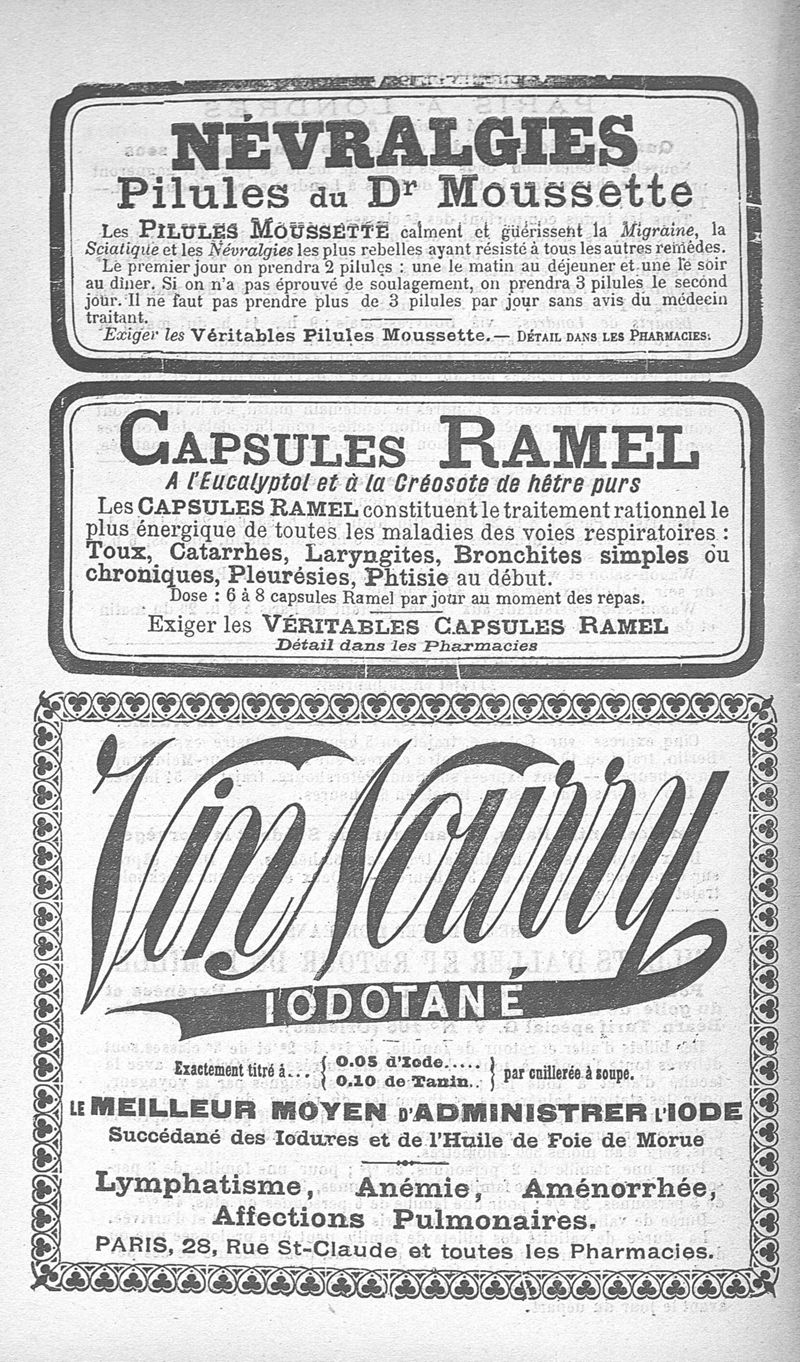 NÉVRALGIES
Pilules du Dr Moussette
Les PILULES MOUSSETTE calment et guérissent la Migraine, la
Sciatique et les Névralgies les plus rebelles ayant résisté à tous les autres remèdes.
Le premier jour on prendra 2 pilules : une le matin au déjeuner et une le soir
au dîner. Si on n'a pas éprouvé de soulagement, on prendra 3 pilules le second
jour. Il ne faut pas prendre plus de 3 pilules par jour sans avis du médecin
traitant.
Exiger les Véritables Pilules Moussette.— DÉTAIL DANS LES PHARMACIES.
CAPSULES RAMEL
A l'Eucalyptol et à la Créosote de hêtre purs
Les CAPSULES RAMEL constituent le traitement rationnel le
plus énergique de toutes les maladies des voies respiratoires :
Toux, Catarrhes, Laryngites, Bronchites simples ou
chroniques, Pleurésies, Phtisie au début.
Dose : 6 à 8 capsules Ramel par jour au moment des repas.
Exiger les VÉRITABLES CAPSULES RAMEL
Détail dans les Pharmacies
Vin Nourry
IODOTANÉ
Exactement titré à.... { 0.05 d'Iode..... } par cuillerée à soupe.
0.10 de Tanin..
LE MEILLEUR MOYEN D'ADMINISTRER L'IODE
Succédané des Iodures et de l'Huile de Foie de Morue
Lymphatisme, Anémie, Aménorrhée,
Affections Pulmonaires.
PARIS, 28, Rue St-Claude et toutes les Pharmacies.